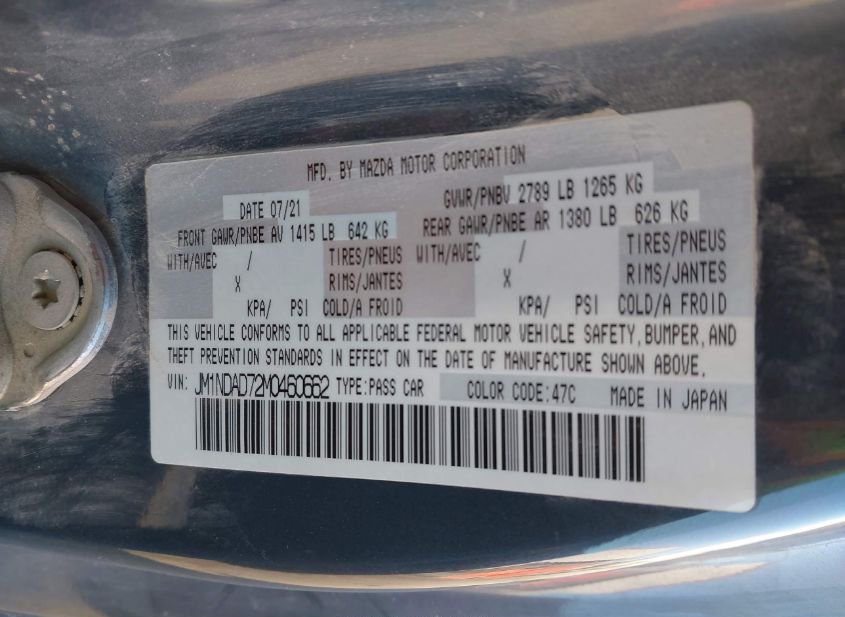 MFD. BY MAZDA MOTOR CORPORATION
DATE 07/21 GVWR/PNBV 2789 LB 1265 KG
FRONT GAWR/PNBE AV 1415 LB 642 KG REAR GAWR/PNBE AR 1380 LB 626 KG
WITH/AVEC / TIRES/PNEUS WITH/AVEC / TIRES/PNEUS
X RIMS/JANTES X RIMS/JANTES
KPA/ PSI COLD/A FROID KPA/ PSI COLD/A FROID
THIS VEHICLE CONFORMS TO ALL APPLICABLE FEDERAL MOTOR VEHICLE SAFETY, BUMPER, AND
THEFT PREVENTION STANDARDS IN EFFECT ON THE DATE OF MANUFACTURE SHOWN ABOVE.
VIN: JM1NDAD72M0460662 TYPE:PASS CAR COLOR CODE:47C MADE IN JAPAN